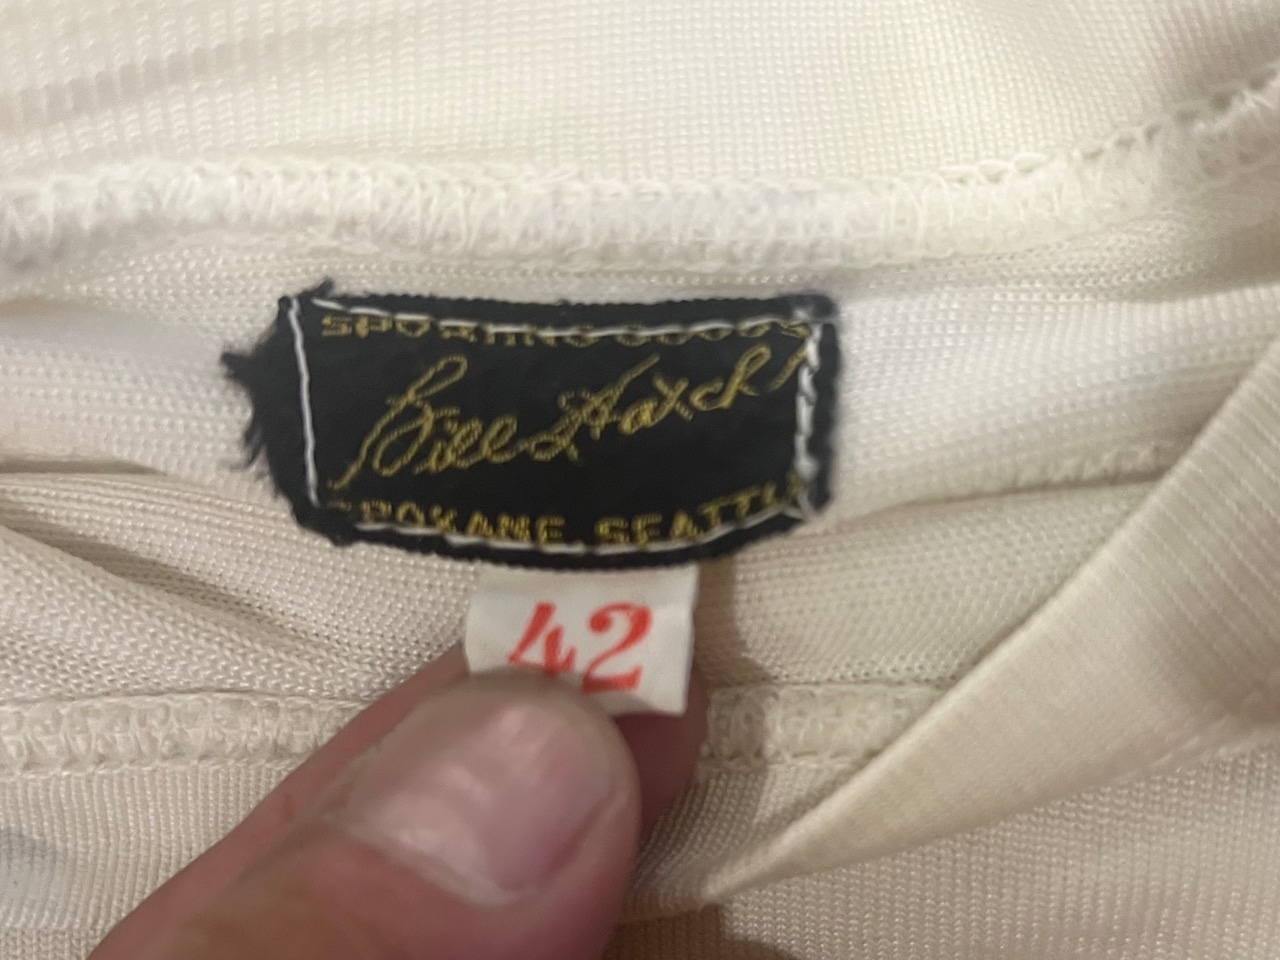 SPORTING GOODS
Bill Hatch
SPOKANE, SEATTLE
42